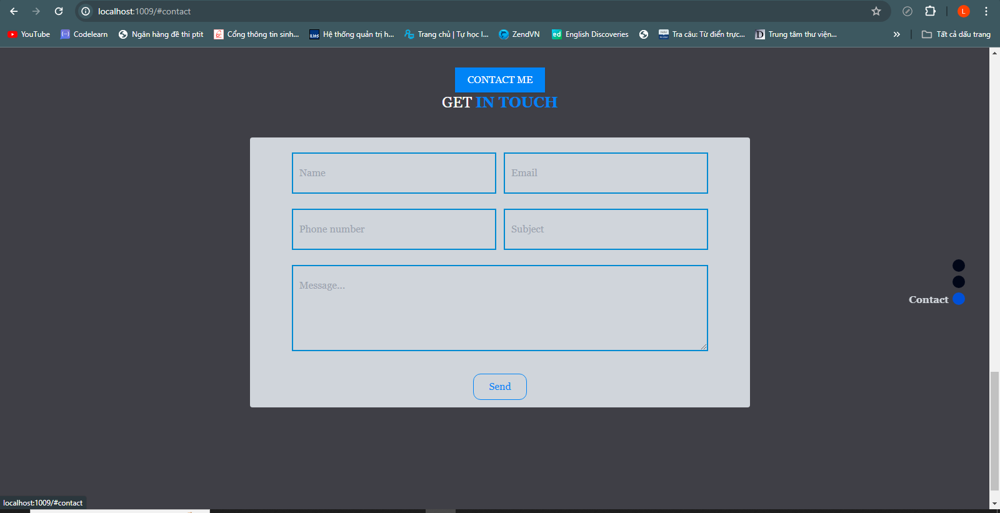 localhost:1009/#contact
L
YouTube Codelearn Ngân hàng đề thi ptit Cổng thông tin sinh... ILIAS Hệ thống quản trị h... Trang chủ | Tự học l... ZendVN ed English Discoveries Tra câu: Từ điển trực... D Trung tâm thư viện... » Tất cả dấu trang
CONTACT ME
GET IN TOUCH
Name Email
Phone number Subject
Message...
Contact
Send
localhost:1009/#contact